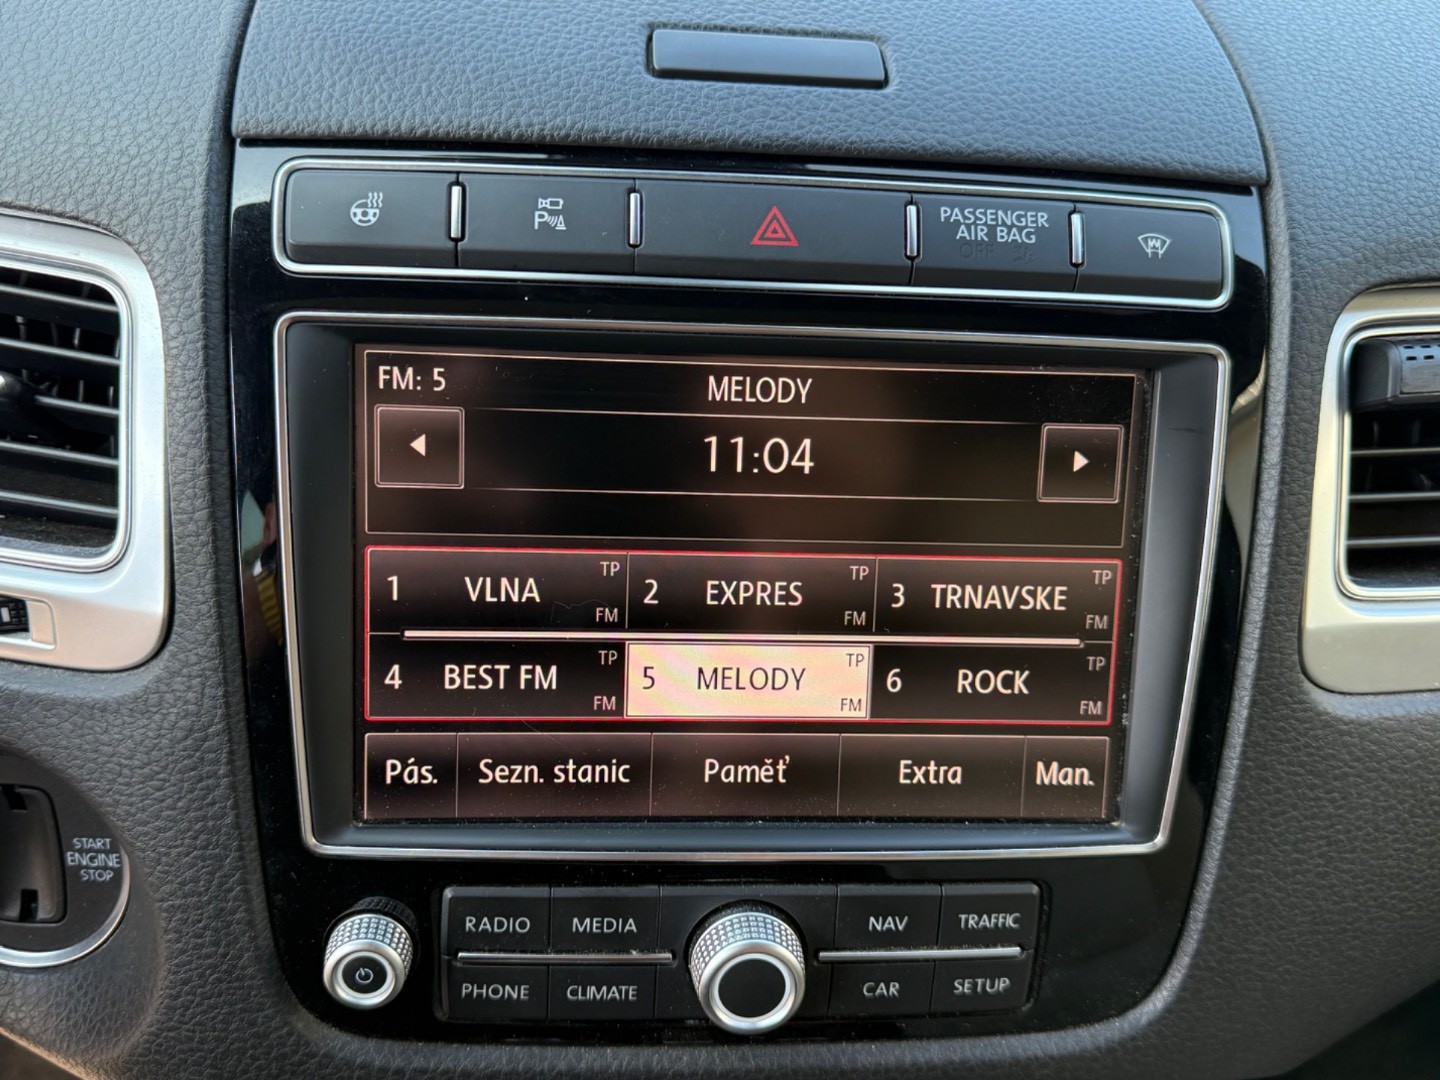 PASSENGER
AIR BAG
OFF
FM: 5
MELODY
11:04
1 VLNA TP FM
2 EXPRES TP FM
3 TRNAVSKE TP FM
4 BEST FM TP FM
5 MELODY TP FM
6 ROCK TP FM
Pás. Sezn. stanic Paměť Extra Man.
START
ENGINE
STOP
RADIO MEDIA NAV TRAFFIC
PHONE CLIMATE CAR SETUP